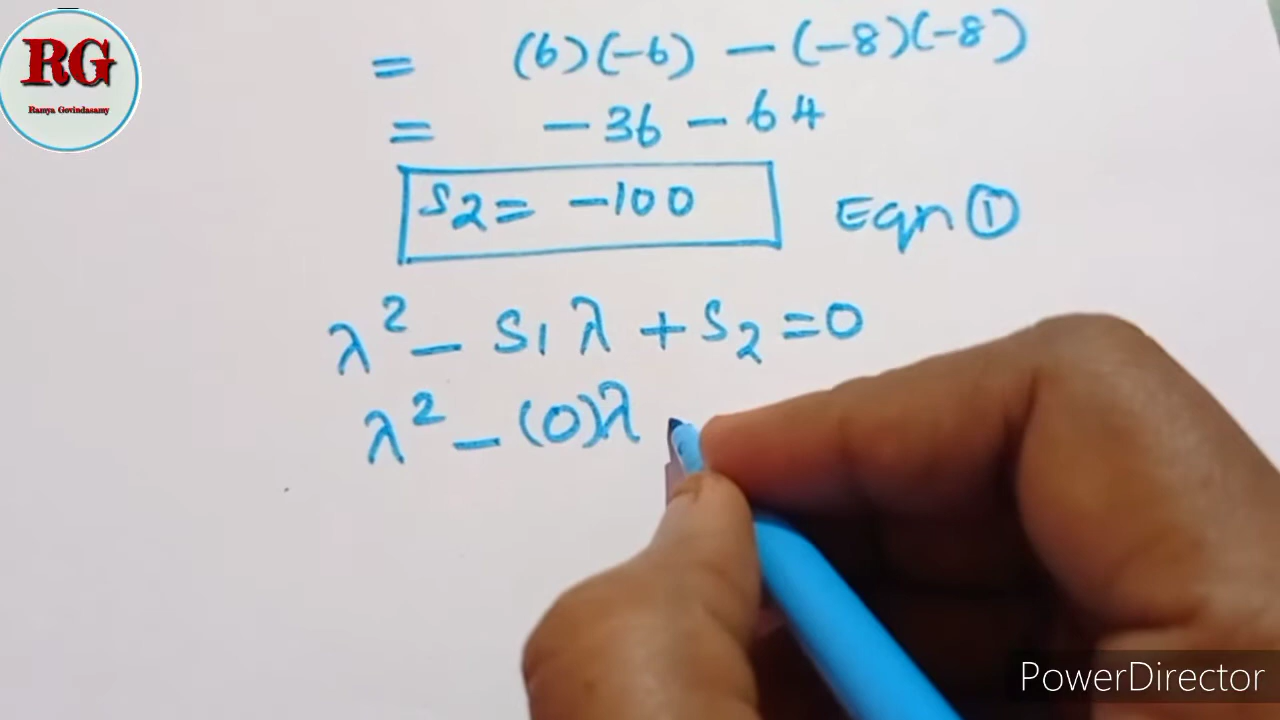 RG
Ramya Govindasamy
= (6)(-6) - (-8)(-8)
= -36 - 64
S2 = -100 Eqn ①
λ² - S1 λ + S2 = 0
λ² - (0)λ
PowerDirector